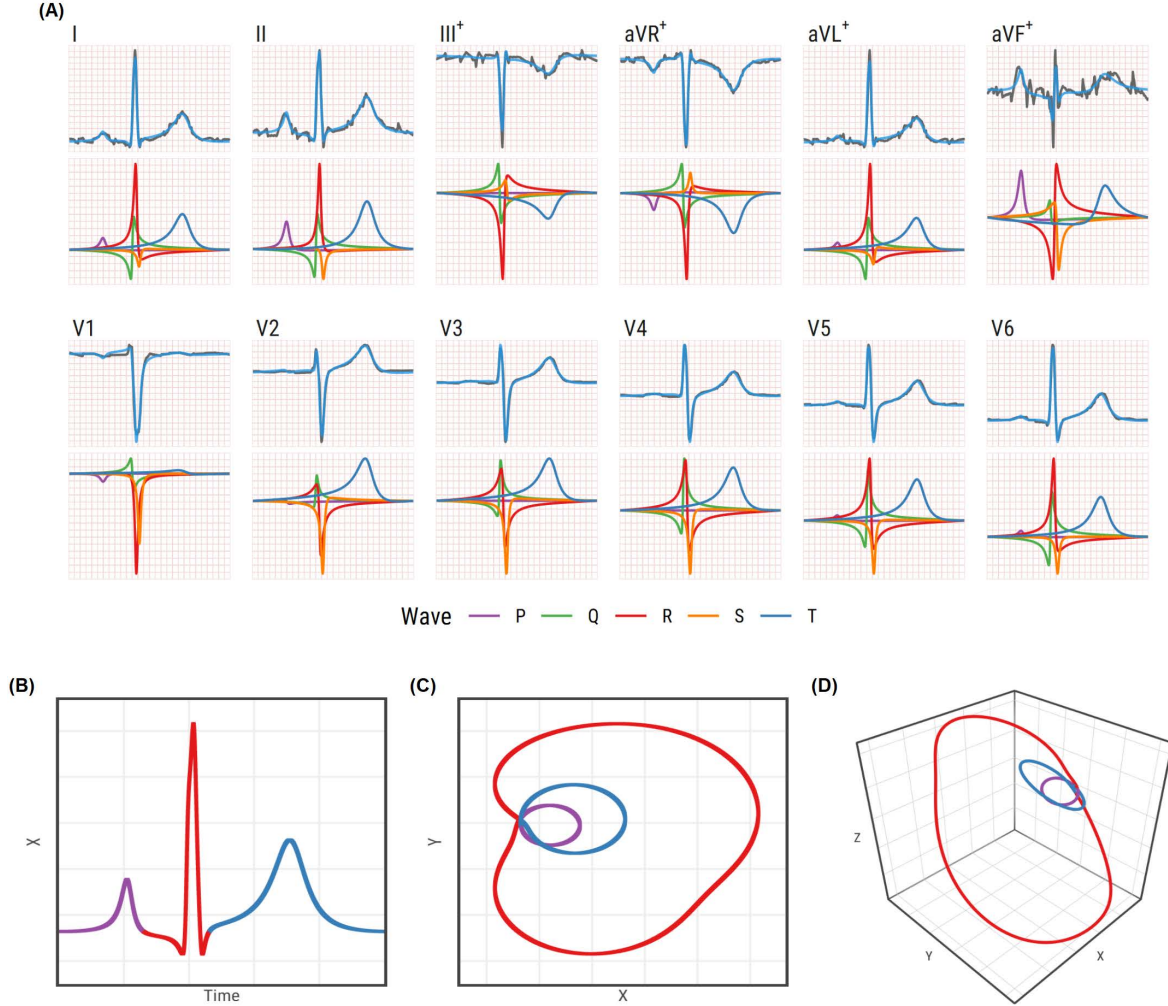 (A)
I II III+ aVR+ aVL+ aVF+
V1 V2 V3 V4 V5 V6
Wave P Q R S T
(B) (C) (D)
X
Time
Y
X
Z
Y
X